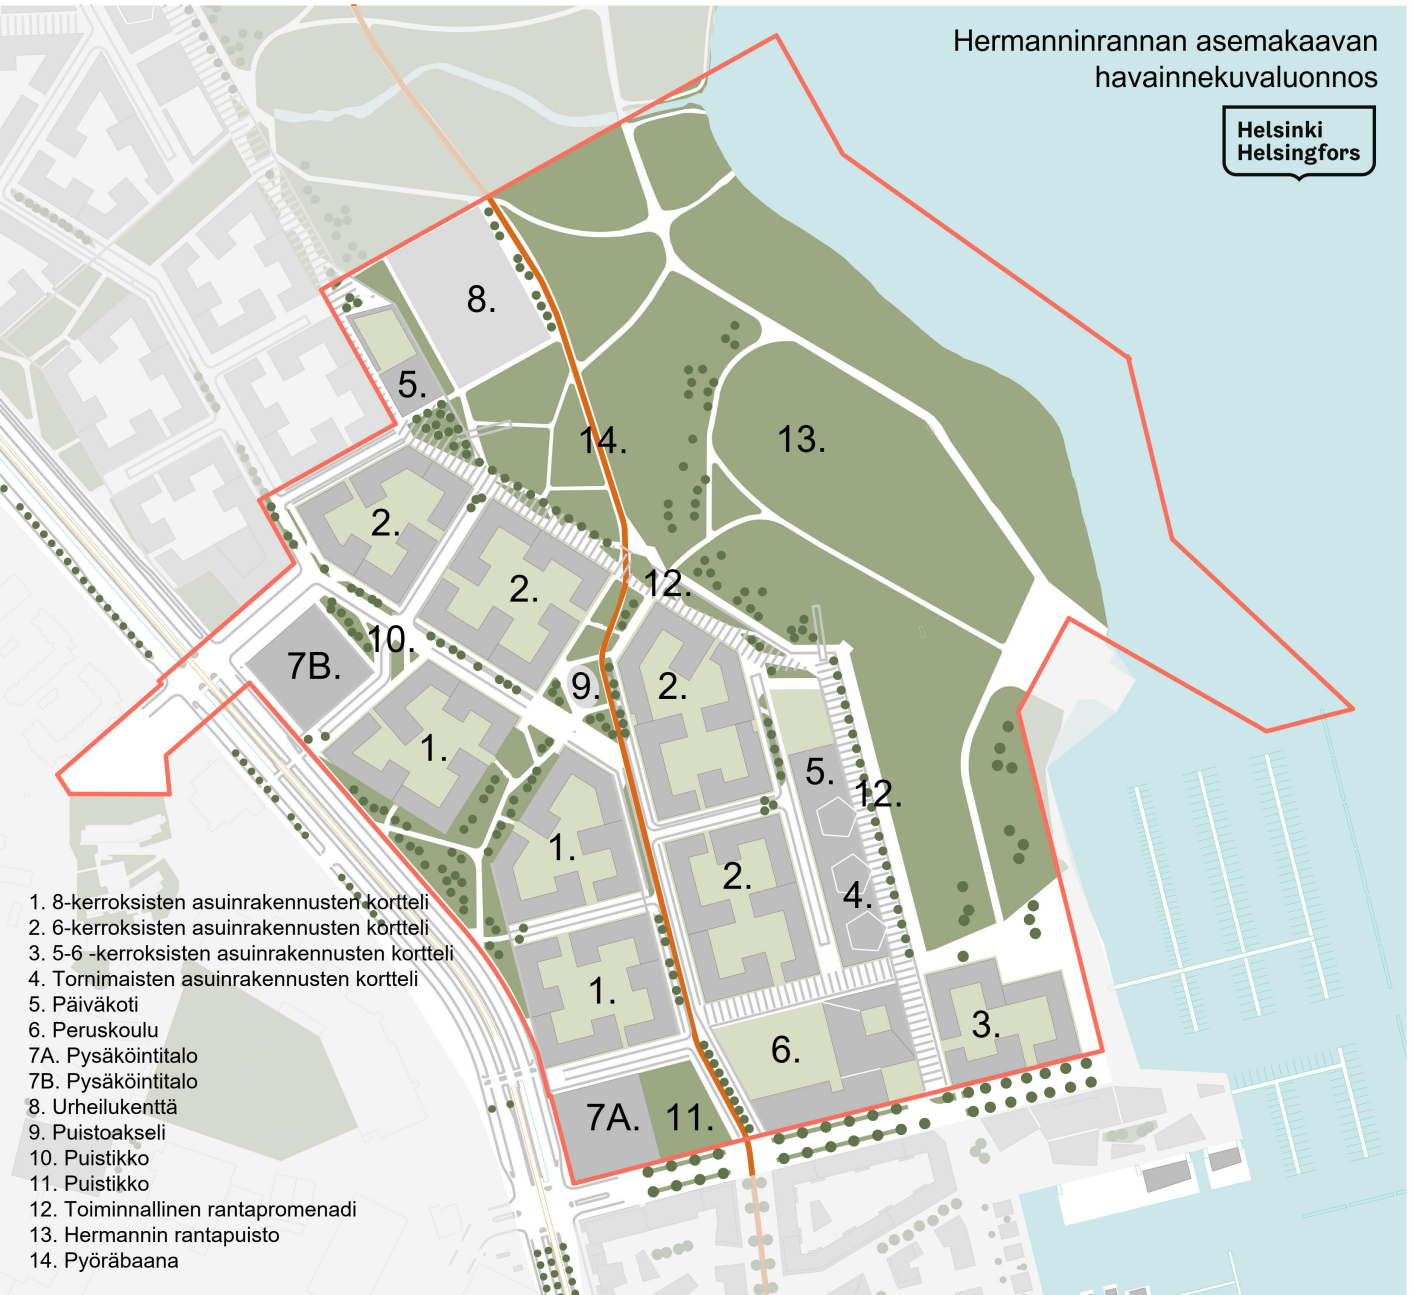 Hermanninrannan asemakaavan
havainnekuvaluonnos
Helsinki
Helsingfors
8.
5.
14.
13.
2.
2.
12.
10.
7B.
9.
2.
1.
5.
12.
1.
2.
4.
1.
3.
6.
7A.
11.
1. 8-kerroksisten asuinrakennusten kortteli
2. 6-kerroksisten asuinrakennusten kortteli
3. 5-6 -kerroksisten asuinrakennusten kortteli
4. Tornimaisten asuinrakennusten kortteli
5. Päiväkoti
6. Peruskoulu
7A. Pysäköintitalo
7B. Pysäköintitalo
8. Urheilukenttä
9. Puistoakseli
10. Puistikko
11. Puistikko
12. Toiminnallinen rantapromenadi
13. Hermannin rantapuisto
14. Pyöräbaana